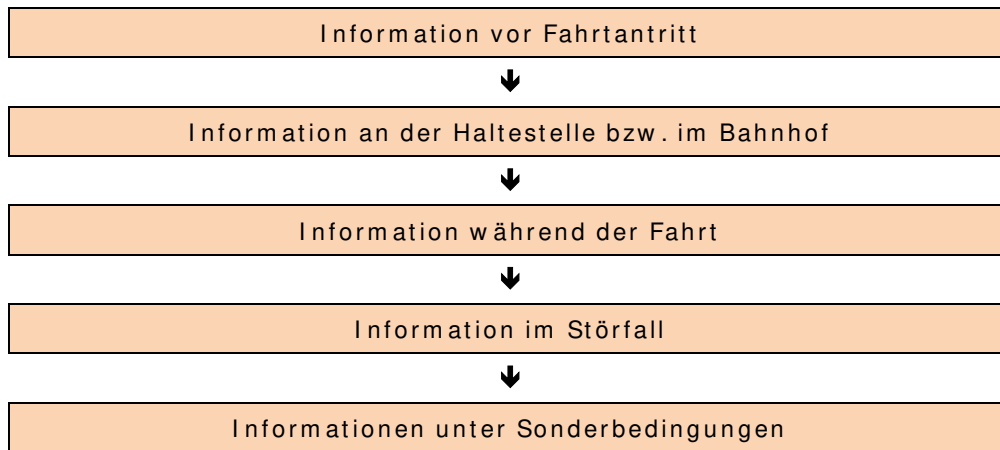 Information vor Fahrtantritt
Information an der Haltestelle bzw. im Bahnhof
Information während der Fahrt
Information im Störfall
Informationen unter Sonderbedingungen